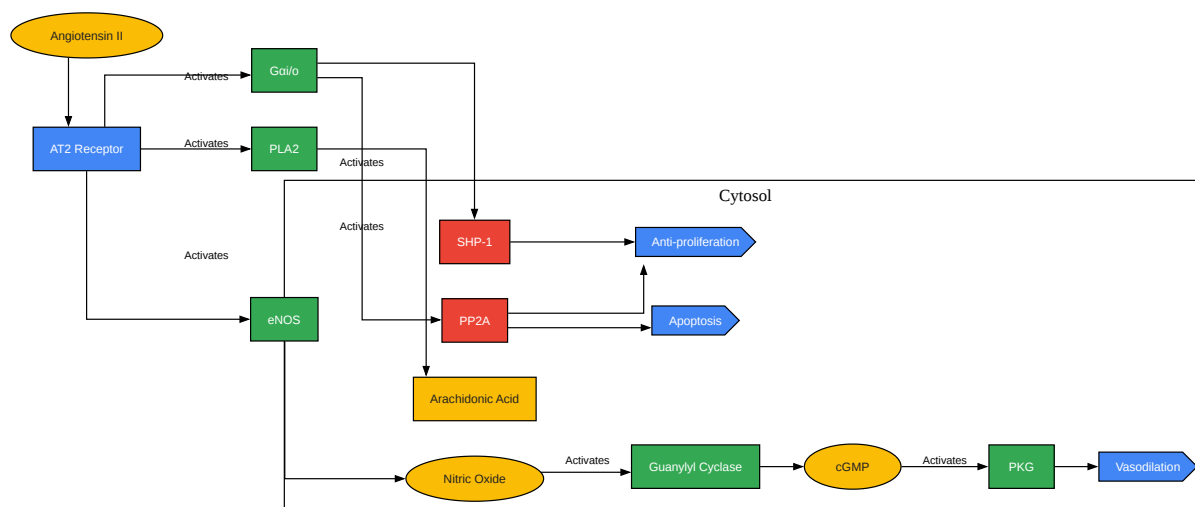 Angiotensin II
Gαi/o
Activates
AT2 Receptor
Activates
PLA2
Activates
Cytosol
Activates
SHP-1
Anti-proliferation
Activates
eNOS
PP2A
Apoptosis
Arachidonic Acid
Activates
Guanylyl Cyclase
cGMP
Activates
PKG
Vasodilation
Nitric Oxide